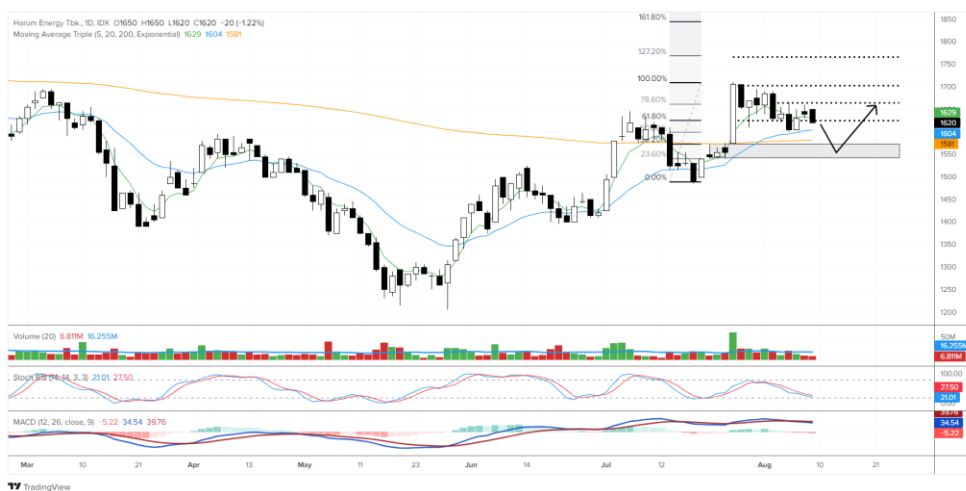 Harum Energy Tbk., 1D, IDX O1650 H1650 L1620 C1620 -20 (-1.22%)
Moving Average Triple (5, 20, 200, Exponential) 1629 1604 1581
161.80%
127.20%
100.00%
78.60%
61.80%
23.60%
0.00%
1850
1800
1750
1700
1629
1620
1604
1581
1550
1500
1450
1400
1350
1300
1250
1200
Volume (20) 6.811M 16.255M
50M
16.255M
6.811M
Stoch RSI (14, 14, 3, 3) 21.01 27.50
100.00
27.50
21.01
MACD (12, 26, close, 9) -5.22 34.54 39.76
39.76
34.54
-5.22
Mar 10 21 Apr 13 May 11 23 Jun 14 Jul 12 Aug 10 21
TradingView